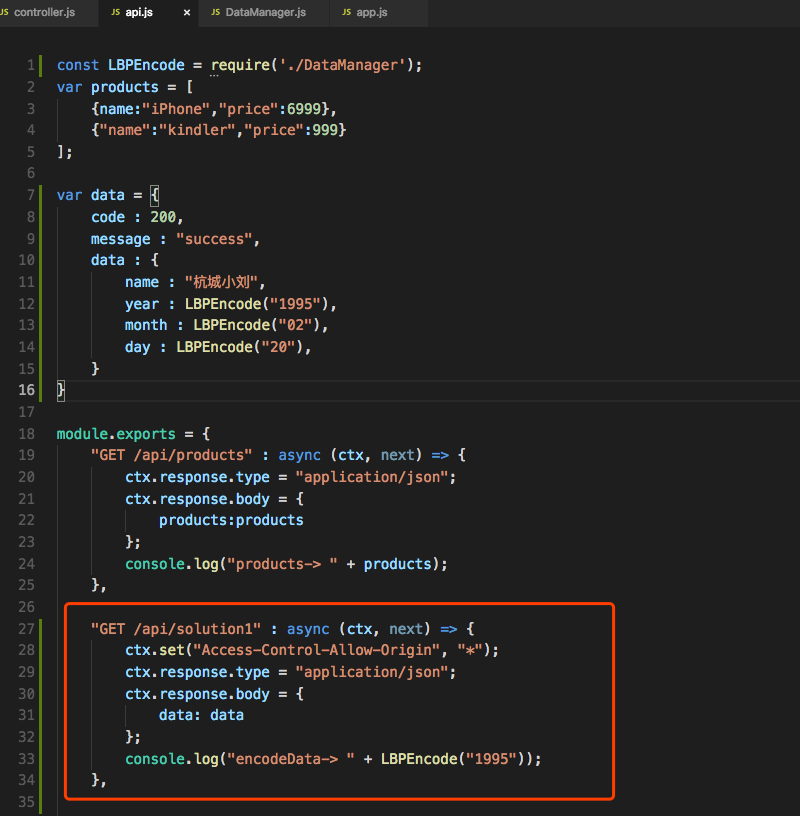 JS controller.js JS api.js × JS DataManager.js JS app.js
1 const LBPEncode = require('./DataManager');
2 var products = [
3 {name:"iPhone","price":6999},
4 {"name":"kindler","price":999}
5 ];
6
7 var data = {
8 code : 200,
9 message : "success",
10 data : {
11 name : "杭城小刘",
12 year : LBPEncode("1995"),
13 month : LBPEncode("02"),
14 day : LBPEncode("20"),
15 }
16 }
17
18 module.exports = {
19 "GET /api/products" : async (ctx, next) => {
20 ctx.response.type = "application/json";
21 ctx.response.body = {
22 products:products
23 };
24 console.log("products-> " + products);
25 },
26
27 "GET /api/solution1" : async (ctx, next) => {
28 ctx.set("Access-Control-Allow-Origin", "*");
29 ctx.response.type = "application/json";
30 ctx.response.body = {
31 data: data
32 };
33 console.log("encodeData-> " + LBPEncode("1995"));
34 },
35